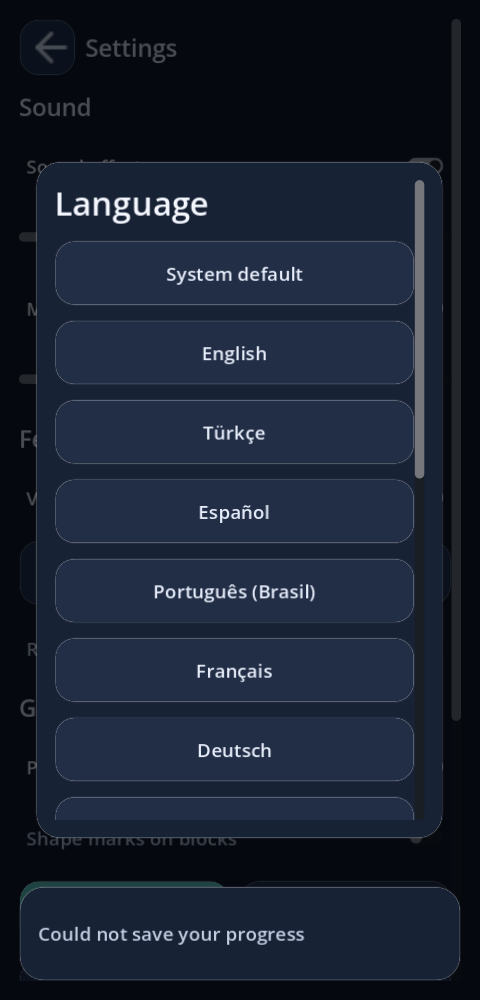 Settings
Sound
Language
System default
English
Türkçe
Español
Português (Brasil)
Français
Deutsch
Shape marks on blocks
Could not save your progress